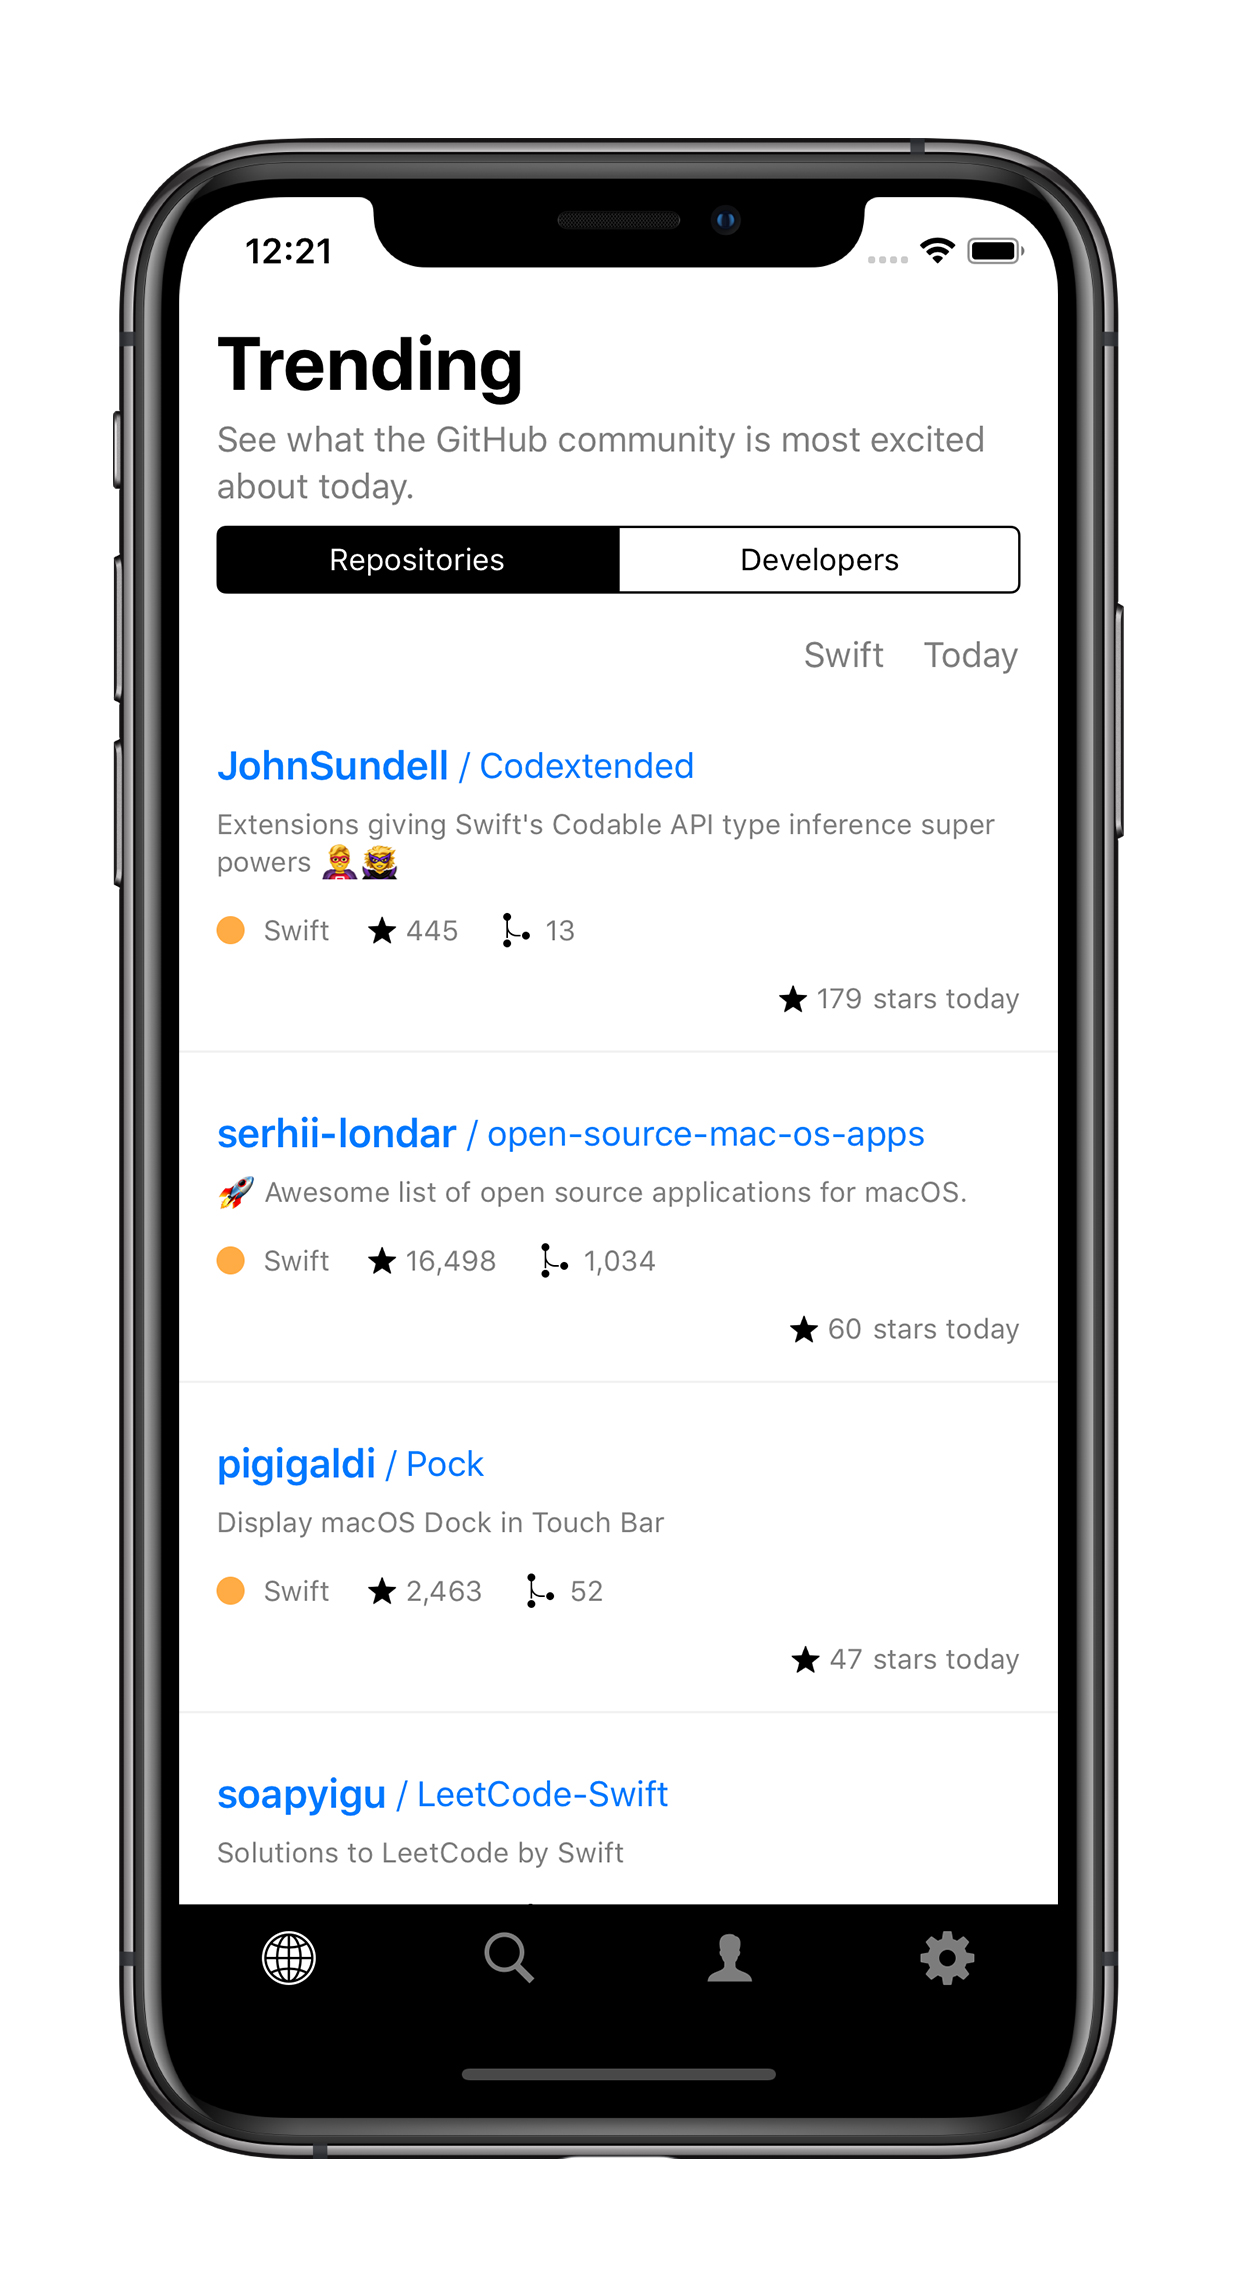 12:21
Trending
See what the GitHub community is most excited
about today.
Repositories Developers
Swift Today
JohnSundell / Codextended
Extensions giving Swift's Codable API type inference super
powers 🦸🦹
Swift ★ 445 13
★ 179 stars today
serhii-londar / open-source-mac-os-apps
🚀 Awesome list of open source applications for macOS.
Swift ★ 16,498 1,034
★ 60 stars today
pigigaldi / Pock
Display macOS Dock in Touch Bar
Swift ★ 2,463 52
★ 47 stars today
soapyigu / LeetCode-Swift
Solutions to LeetCode by Swift